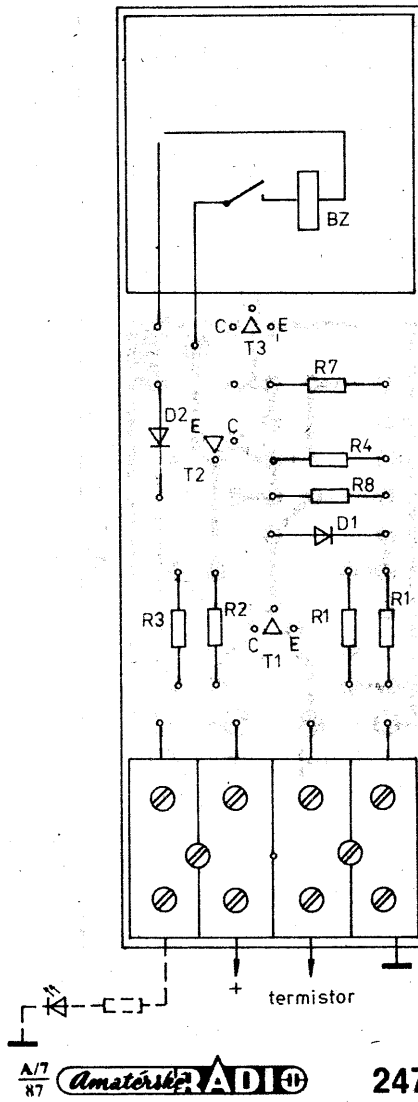 BZ
C E
T3
R7
D2
E C
T2
R4
R8
D1
R3 R2 C E R1 R1
T1
+ termistor
A/7
87
Amatérské RADIO 247